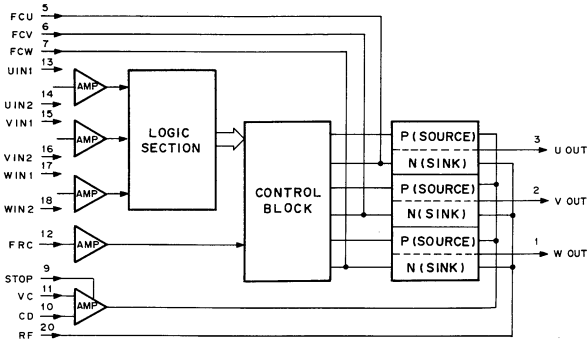 FCU 5
FCV 6
FCW 7
UIN1 13
AMP
UIN2 14
VIN1 15
AMP
VIN2 16
WIN1 17
AMP
WIN2 18
FRC 12
AMP
STOP 9
VC 11
AMP
CD 10
RF 20
LOGIC
SECTION
CONTROL
BLOCK
P(SOURCE)
N(SINK)
P(SOURCE)
N(SINK)
P(SOURCE)
N(SINK)
3 U OUT
2 V OUT
1 W OUT